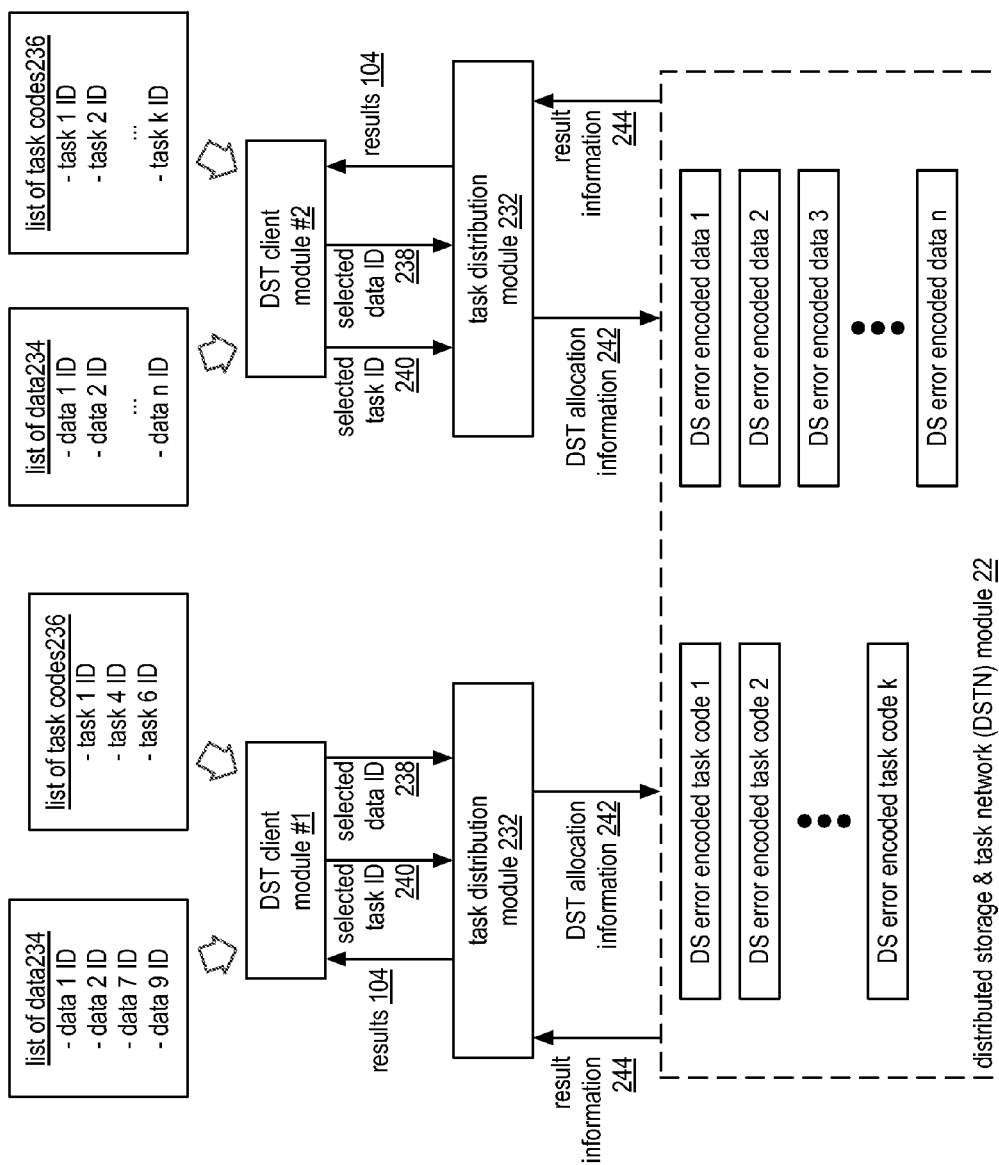 list of data234
- data 1 ID
- data 2 ID
- data 7 ID
- data 9 ID
list of task codes236
- task 1 ID
- task 4 ID
- task 6 ID
list of data234
- data 1 ID
- data 2 ID
...
- data n ID
list of task codes236
- task 1 ID
- task 2 ID
...
- task k ID
DST client
module #1
DST client
module #2
results 104
selected
task ID
240
selected
data ID
238
selected
task ID
240
selected
data ID
238
results 104
task distribution
module 232
task distribution
module 232
result
information
244
DST allocation
information 242
DST allocation
information 242
result
information
244
DS error encoded task code 1
DS error encoded task code 2
DS error encoded task code k
DS error encoded data 1
DS error encoded data 2
DS error encoded data 3
DS error encoded data n
distributed storage & task network (DSTN) module 22